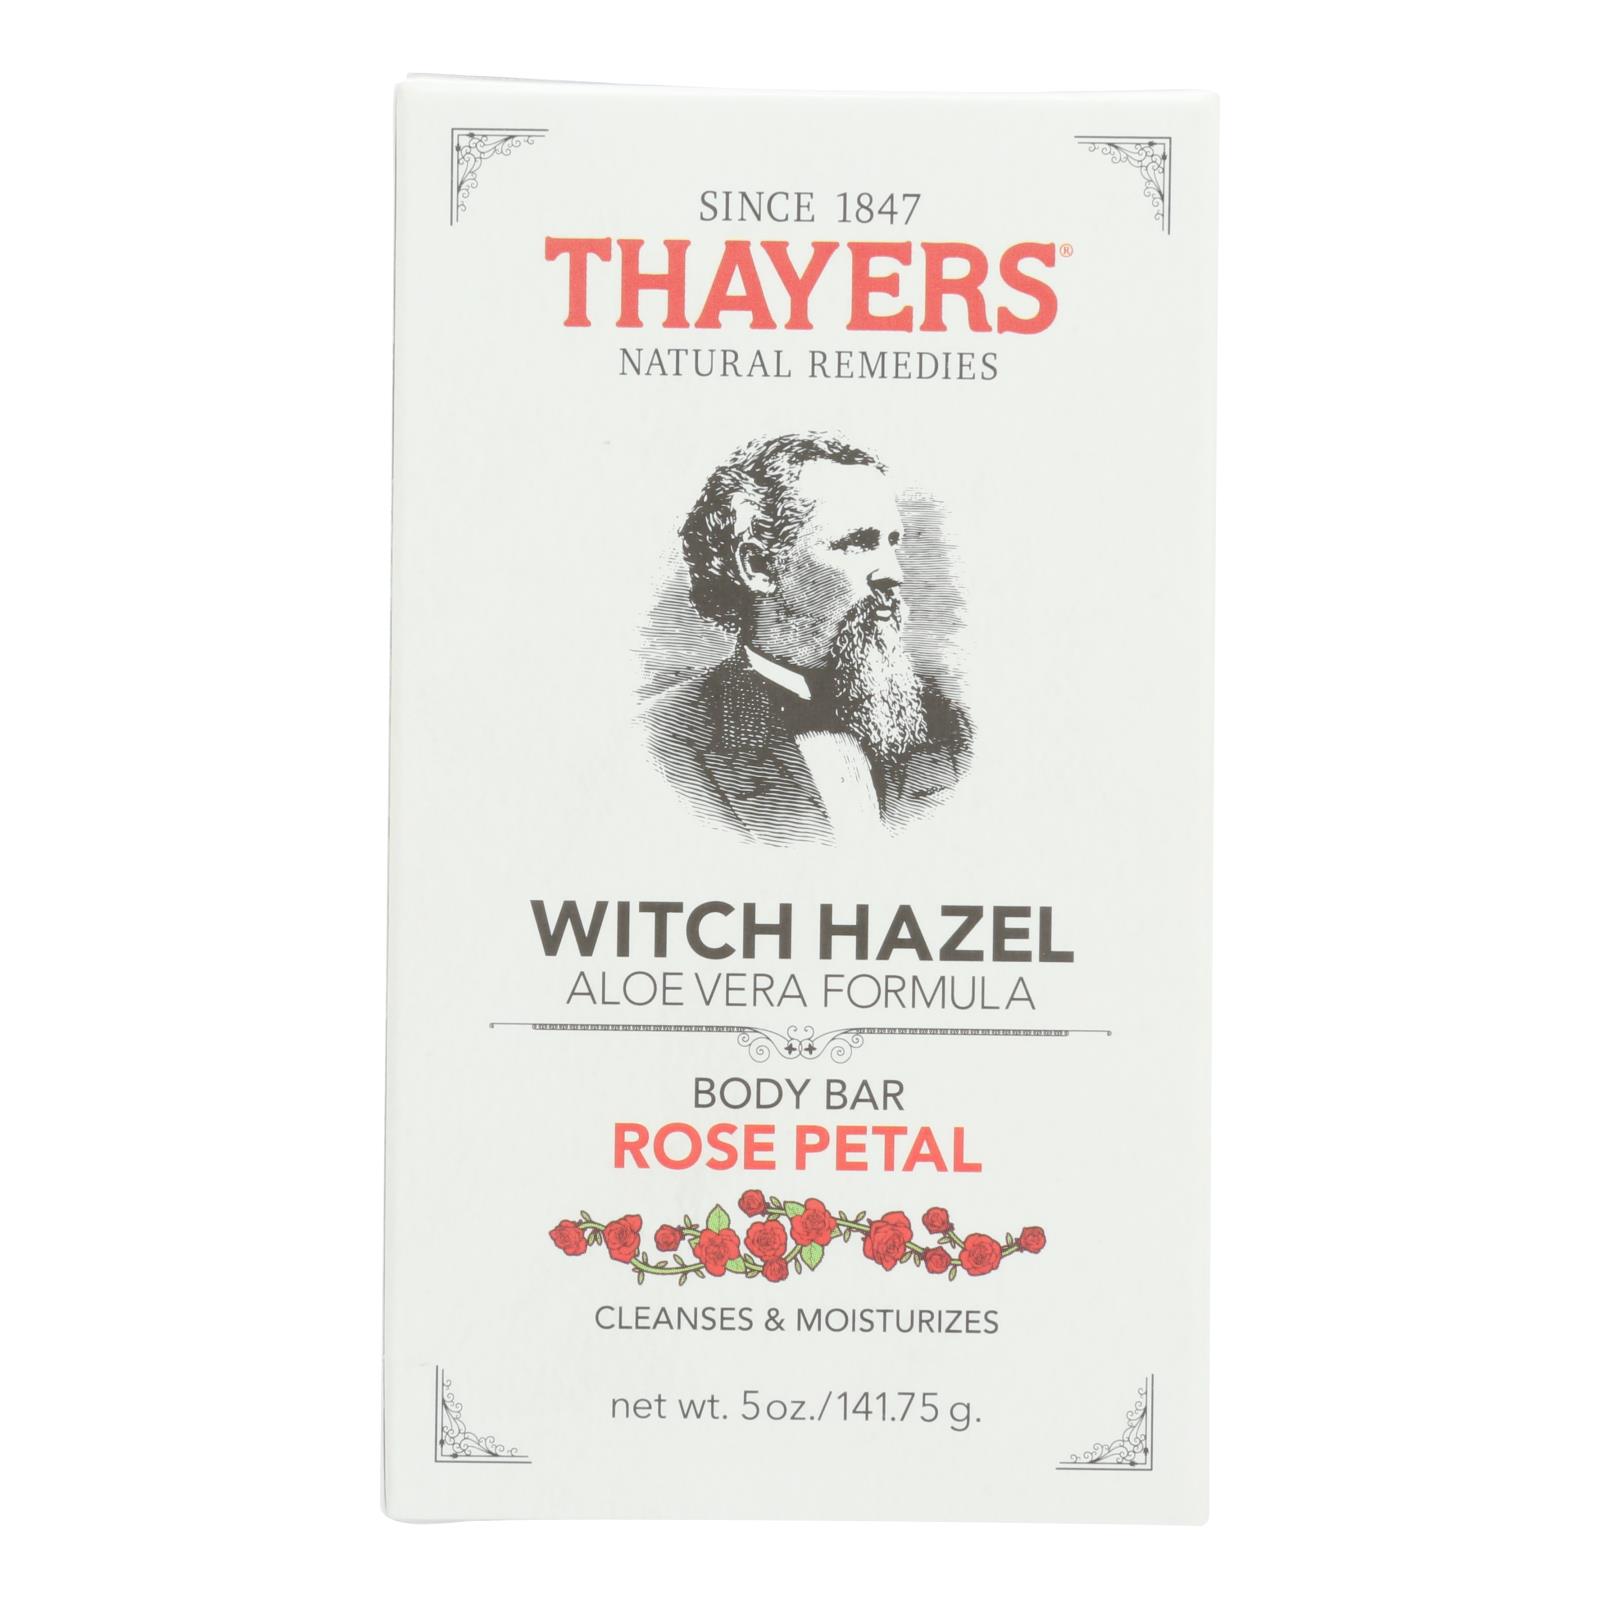 SINCE 1847
THAYERS®
NATURAL REMEDIES
WITCH HAZEL
ALOE VERA FORMULA
BODY BAR
ROSE PETAL
CLEANSES & MOISTURIZES
net wt. 5oz./141.75 g.